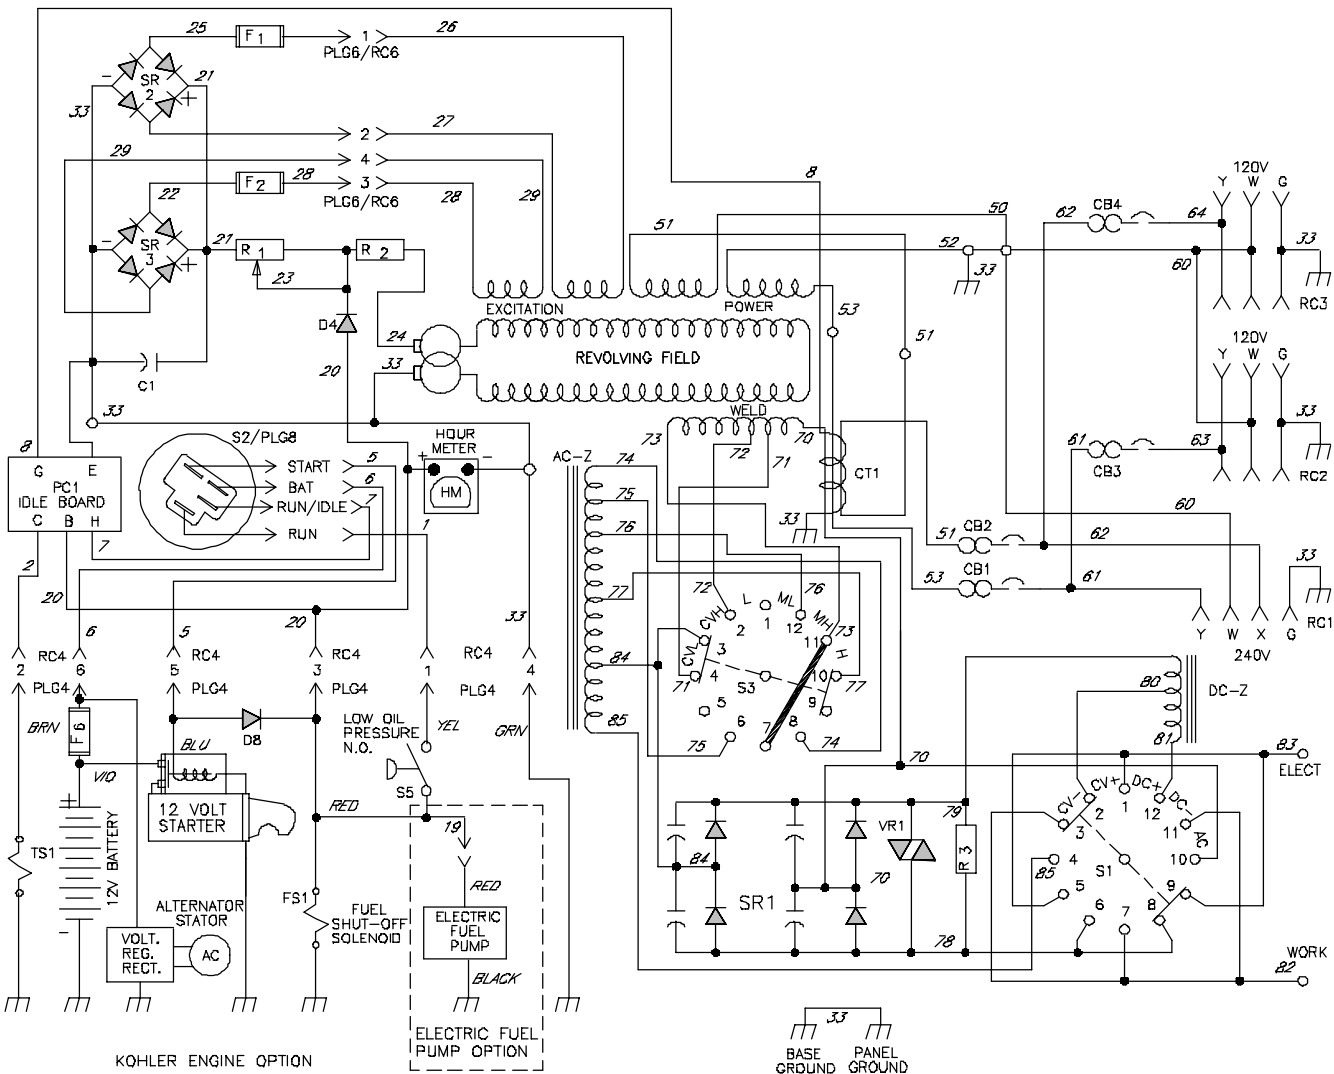 25
F1
1
26
PLG6/RC6
SR
2
21
33
2
27
29
4
22
F2
28
3
28
29
PLG6/RC6
8
SR
3
21
R1
R2
23
51
50
52
33
EXCITATION
POWER
53
51
D4
24
33
REVOLVING FIELD
20
C1
33
WELD
120V
Y W G
CB4
62
64
33
60
RC3
120V
Y W G
61
63
33
CB3
RC2
60
CB2
51
62
33
CB1
53
61
RC1
Y W X G
240V
8
G E
PC1
IDLE BOARD
C B H
7
S2/PLG8
START
5
BAT
6
RUN/IDLE
7
RUN
HOUR
METER
+ -
HM
1
AC-Z
74
75
76
77
84
85
73
72
71
70
CT1
33
2
20
6
5
20
33
RC4
RC4
RC4
2 6 5 3 1 4
PLG4
PLG4
PLG4
BRN
F6
VIO
BLU
D8
LOW OIL
PRESSURE
N.O.
YEL
GRN
S5
12 VOLT
STARTER
RED
TS1
12V BATTERY
+
-
ALTERNATOR
STATOR
VOLT.
REG.
RECT.
AC
FS1
FUEL
SHUT-OFF
SOLENOID
19
RED
ELECTRIC
FUEL
PUMP
BLACK
ELECTRIC FUEL
PUMP OPTION
KOHLER ENGINE OPTION
72
76
L
ML
MH
H
CVH
CVL
1
2
3
4
5
6
7
8
9
10
11
12
S3
73
77
71
75
74
70
84
SR1
70
VR1
79
R3
78
80
DC-Z
81
CV-
CV+
DC+
DC-
AC
1
2
3
4
5
6
7
8
9
10
11
12
S1
85
83
ELECT
WORK
82
33
BASE
GROUND
PANEL
GROUND